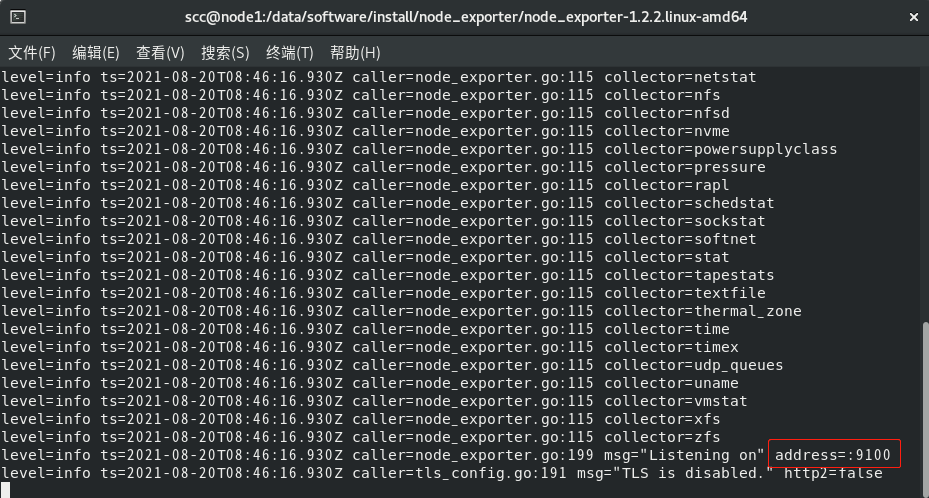 scc@node1:/data/software/install/node_exporter/node_exporter-1.2.2.linux-amd64
文件(F) 编辑(E) 查看(V) 搜索(S) 终端(T) 帮助(H)
level=info ts=2021-08-20T08:46:16.930Z caller=node_exporter.go:115 collector=netstat
level=info ts=2021-08-20T08:46:16.930Z caller=node_exporter.go:115 collector=nfs
level=info ts=2021-08-20T08:46:16.930Z caller=node_exporter.go:115 collector=nfsd
level=info ts=2021-08-20T08:46:16.930Z caller=node_exporter.go:115 collector=nvme
level=info ts=2021-08-20T08:46:16.930Z caller=node_exporter.go:115 collector=powersupplyclass
level=info ts=2021-08-20T08:46:16.930Z caller=node_exporter.go:115 collector=pressure
level=info ts=2021-08-20T08:46:16.930Z caller=node_exporter.go:115 collector=rapl
level=info ts=2021-08-20T08:46:16.930Z caller=node_exporter.go:115 collector=schedstat
level=info ts=2021-08-20T08:46:16.930Z caller=node_exporter.go:115 collector=sockstat
level=info ts=2021-08-20T08:46:16.930Z caller=node_exporter.go:115 collector=softnet
level=info ts=2021-08-20T08:46:16.930Z caller=node_exporter.go:115 collector=stat
level=info ts=2021-08-20T08:46:16.930Z caller=node_exporter.go:115 collector=tapestats
level=info ts=2021-08-20T08:46:16.930Z caller=node_exporter.go:115 collector=textfile
level=info ts=2021-08-20T08:46:16.930Z caller=node_exporter.go:115 collector=thermal_zone
level=info ts=2021-08-20T08:46:16.930Z caller=node_exporter.go:115 collector=time
level=info ts=2021-08-20T08:46:16.930Z caller=node_exporter.go:115 collector=timex
level=info ts=2021-08-20T08:46:16.930Z caller=node_exporter.go:115 collector=udp_queues
level=info ts=2021-08-20T08:46:16.930Z caller=node_exporter.go:115 collector=uname
level=info ts=2021-08-20T08:46:16.930Z caller=node_exporter.go:115 collector=vmstat
level=info ts=2021-08-20T08:46:16.930Z caller=node_exporter.go:115 collector=xfs
level=info ts=2021-08-20T08:46:16.930Z caller=node_exporter.go:115 collector=zfs
level=info ts=2021-08-20T08:46:16.930Z caller=node_exporter.go:199 msg="Listening on" address=:9100
level=info ts=2021-08-20T08:46:16.930Z caller=tls_config.go:191 msg="TLS is disabled." http2=false